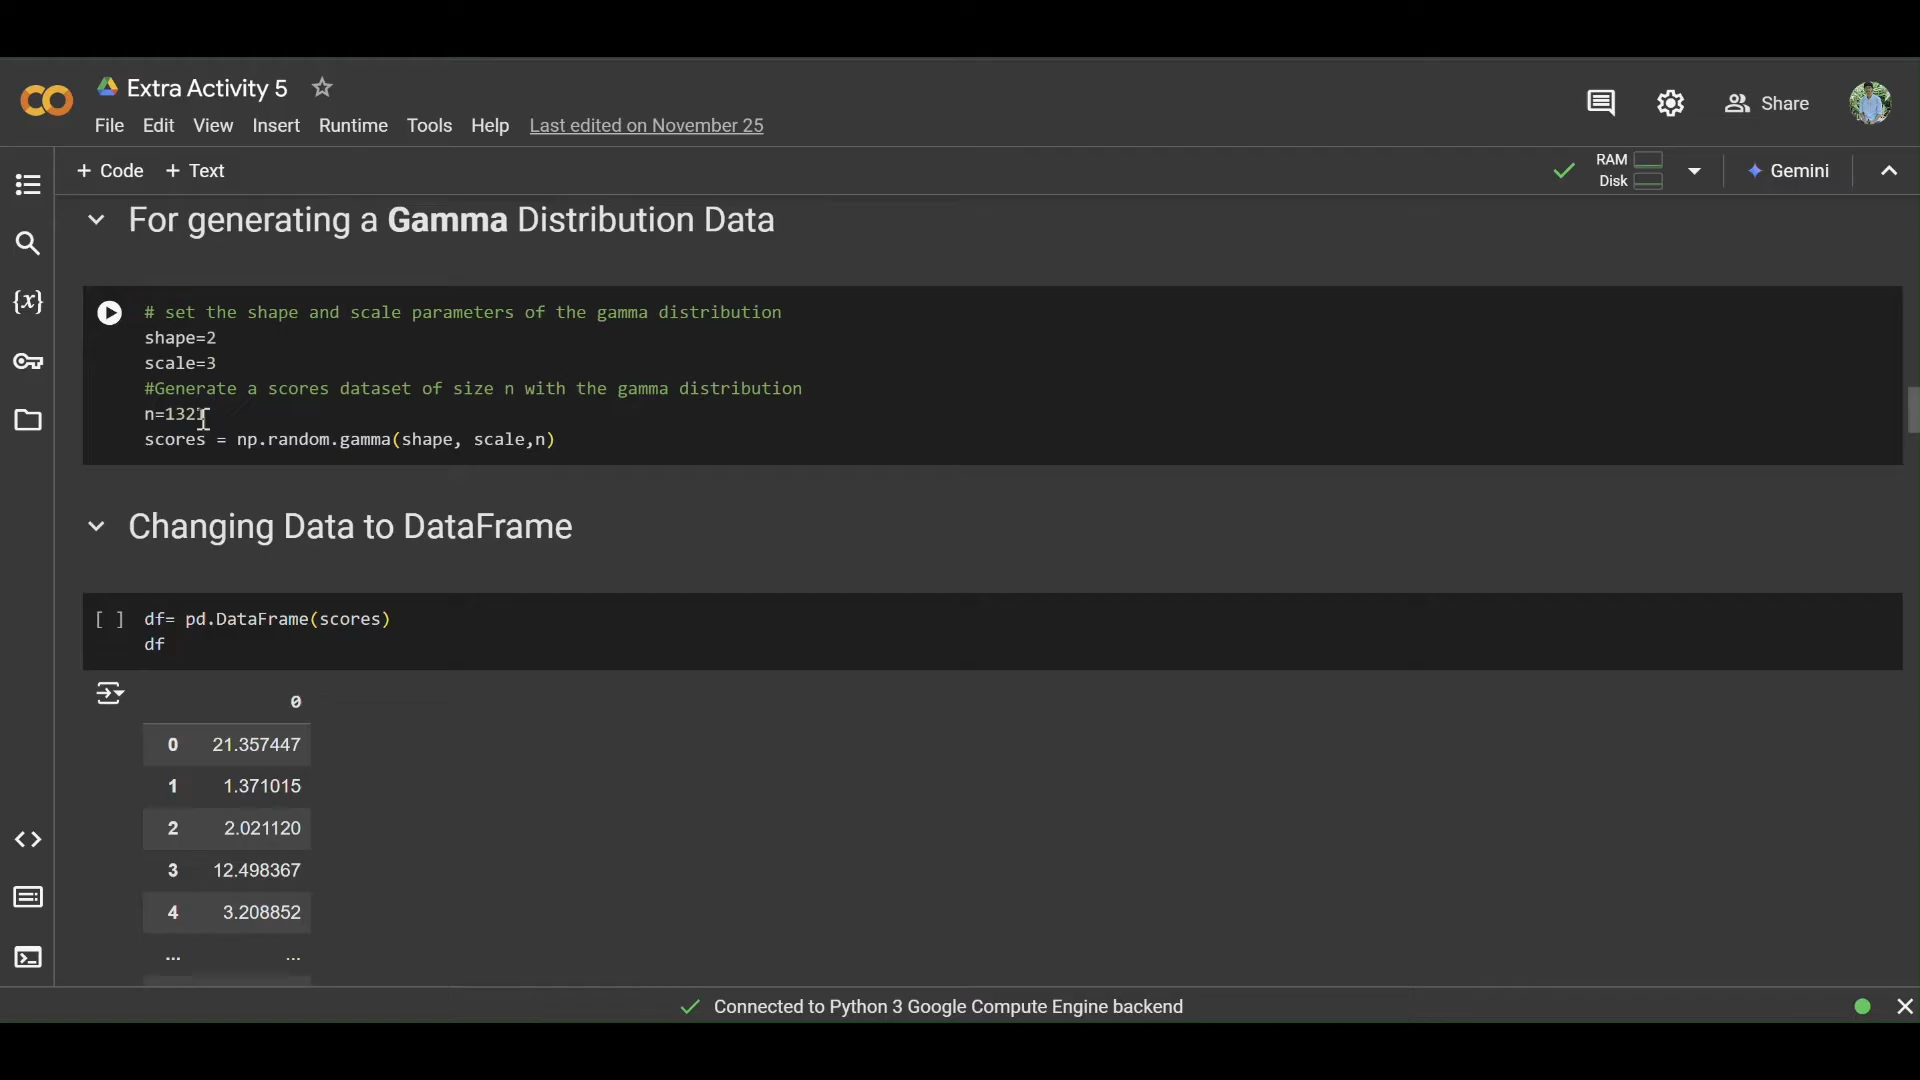 Extra Activity 5
File Edit View Insert Runtime Tools Help Last edited on November 25
Share
+ Code + Text
RAM
Disk
Gemini
For generating a Gamma Distribution Data
# set the shape and scale parameters of the gamma distribution
shape=2
scale=3
#Generate a scores dataset of size n with the gamma distribution
n=132
scores = np.random.gamma(shape, scale,n)
Changing Data to DataFrame
[ ] df= pd.DataFrame(scores)
df
0
0 21.357447
1 1.371015
2 2.021120
3 12.498367
4 3.208852
... ...
Connected to Python 3 Google Compute Engine backend